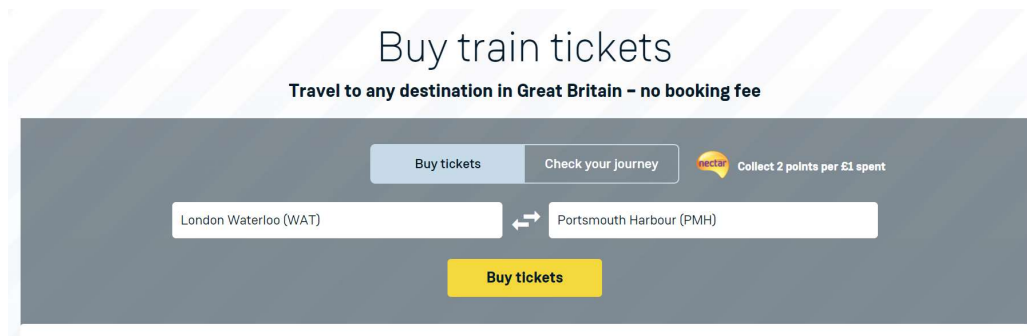 Buy train tickets
Travel to any destination in Great Britain – no booking fee
Buy tickets
Check your journey
nectar
Collect 2 points per £1 spent
London Waterloo (WAT)
Portsmouth Harbour (PMH)
Buy tickets